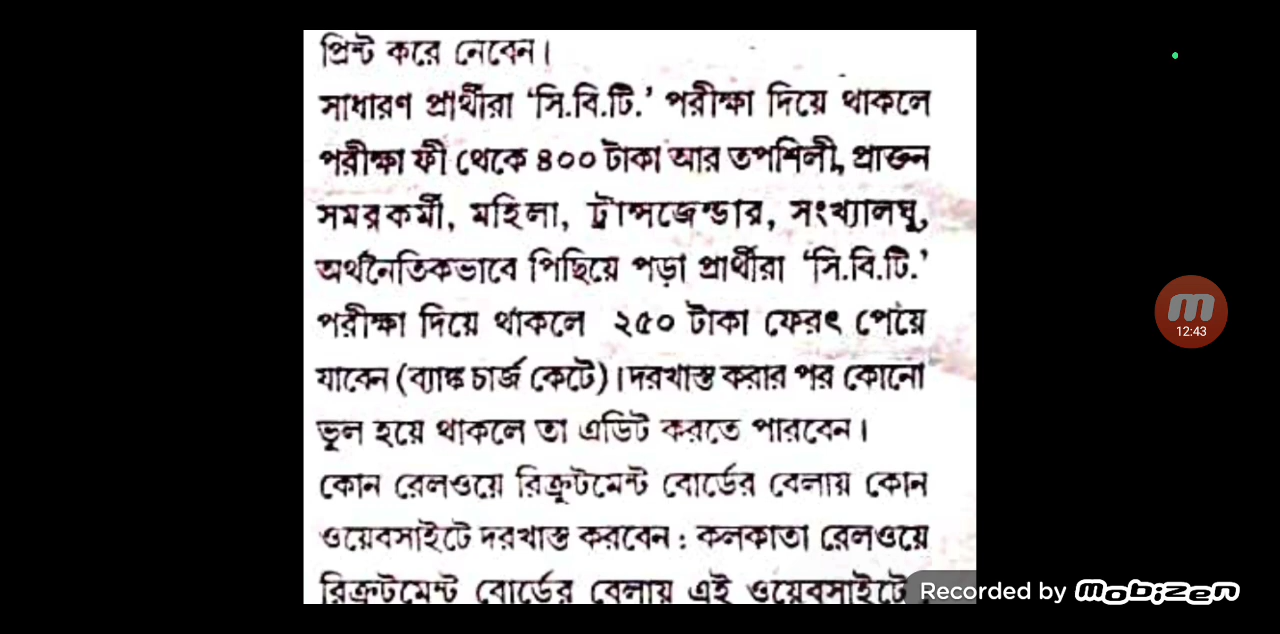 প্রিন্ট করে নেবেন।
সাধারণ প্রার্থীরা ‘সি.বি.টি.’ পরীক্ষা দিয়ে থাকলে
পরীক্ষা ফী থেকে ৪০০ টাকা আর তপশিলী, প্রাক্তন
সমরকর্মী, মহিলা, ট্রান্সজেন্ডার, সংখ্যালঘু,
অর্থনৈতিকভাবে পিছিয়ে পড়া প্রার্থীরা ‘সি.বি.টি.’
পরীক্ষা দিয়ে থাকলে ২৫০ টাকা ফেরৎ পেয়ে
যাবেন (ব্যাঙ্ক চার্জ কেটে)। দরখাস্ত করার পর কোনো
ভুল হয়ে থাকলে তা এডিট করতে পারবেন।
কোন রেলওয়ে রিক্রুটমেন্ট বোর্ডের বেলায় কোন
ওয়েবসাইটে দরখাস্ত করবেন : কলকাতা রেলওয়ে
রিক্রুটমেন্ট বোর্ডের বেলায় এই ওয়েবসাইটে
12:43
Recorded by mobizen